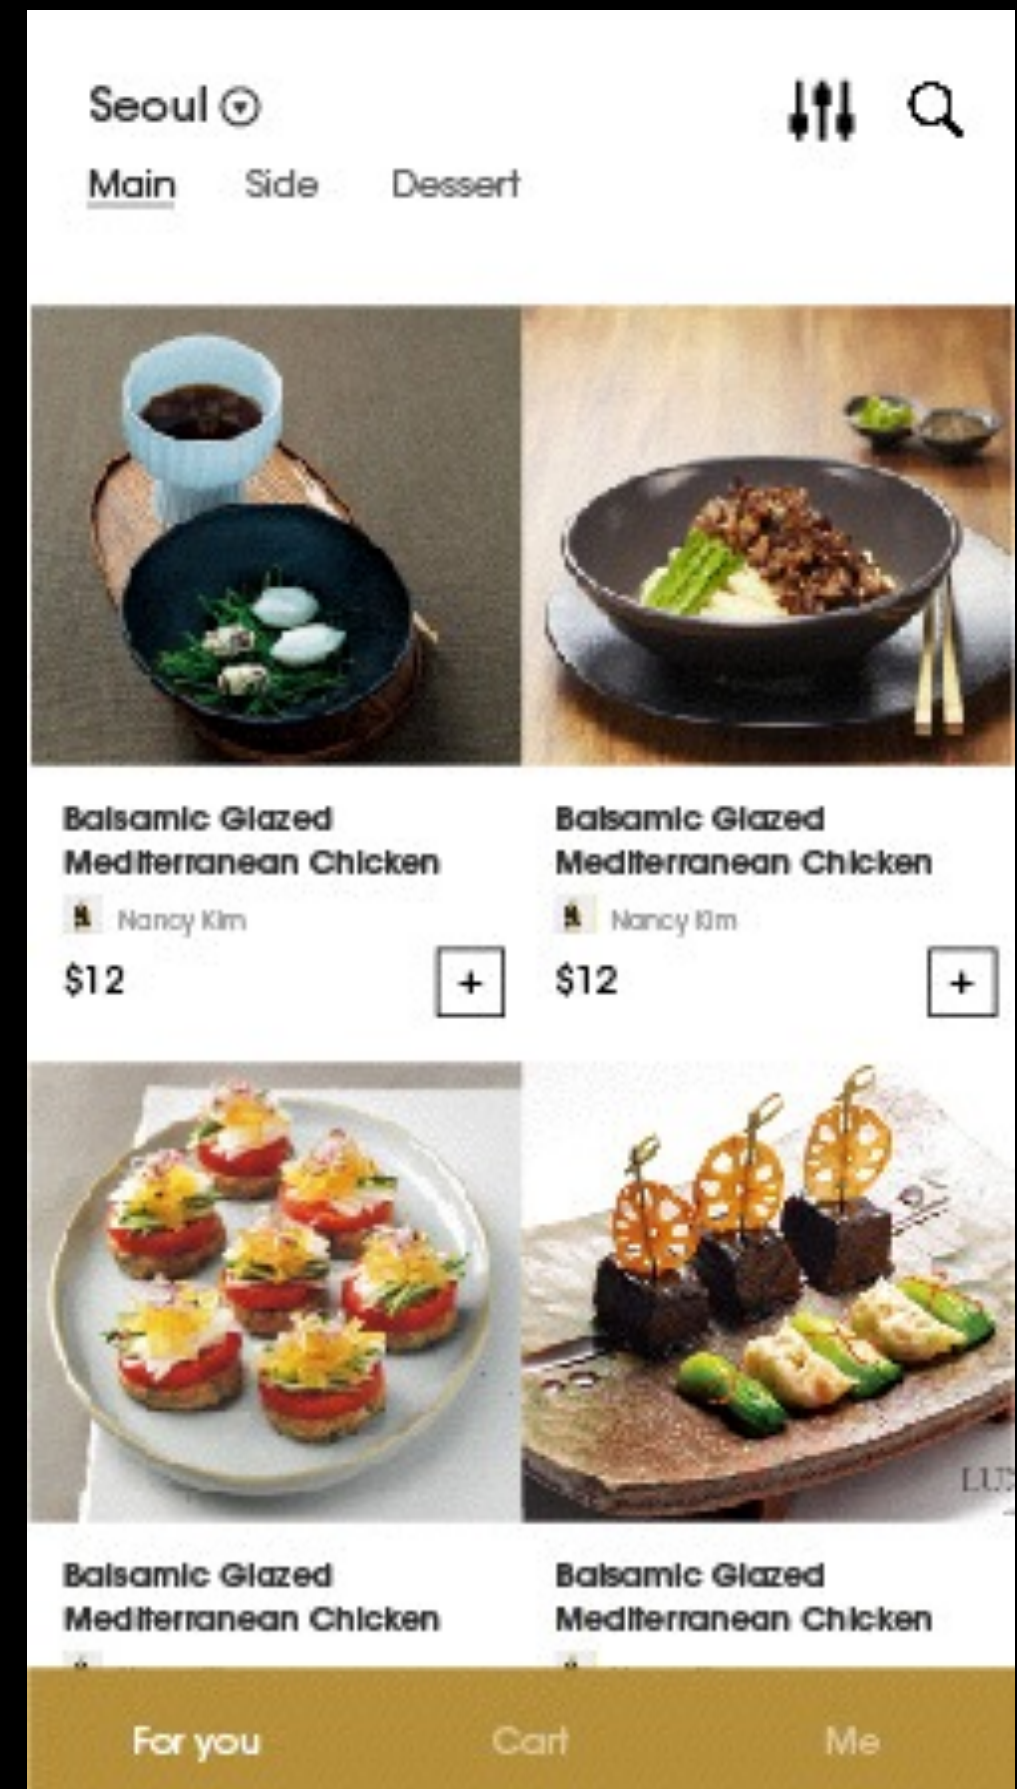 Seoul
Main Side Dessert
Balsamic Glazed
Mediterranean Chicken
Nancy Kim
$12
+
Balsamic Glazed
Mediterranean Chicken
Nancy Kim
$12
+
LUX
Balsamic Glazed
Mediterranean Chicken
Balsamic Glazed
Mediterranean Chicken
For you Cart Me